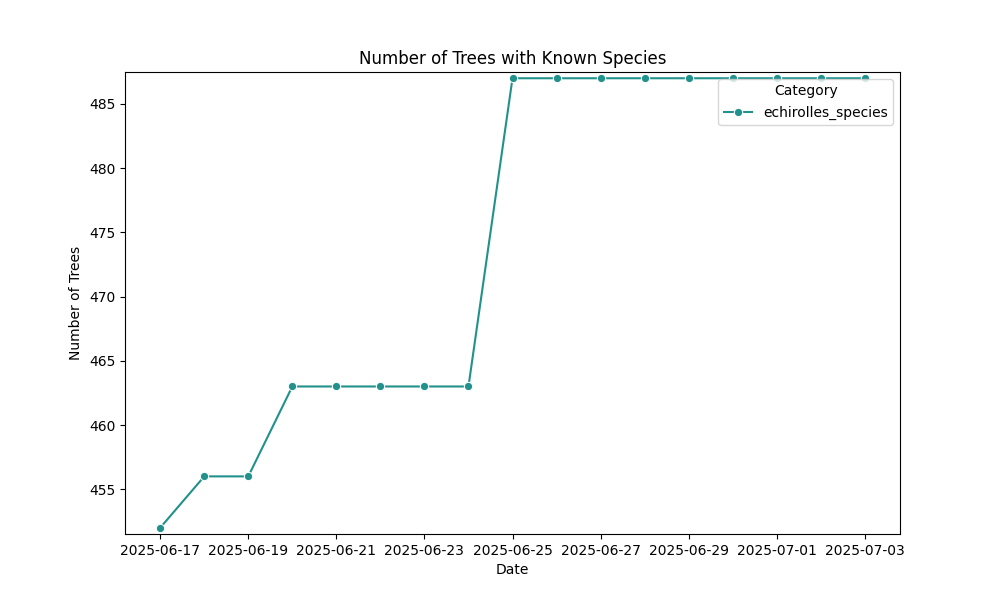 Number of Trees with Known Species
Category
echirolles_species
Number of Trees
485
480
475
470
465
460
455
2025-06-17 2025-06-19 2025-06-21 2025-06-23 2025-06-25 2025-06-27 2025-06-29 2025-07-01 2025-07-03
Date